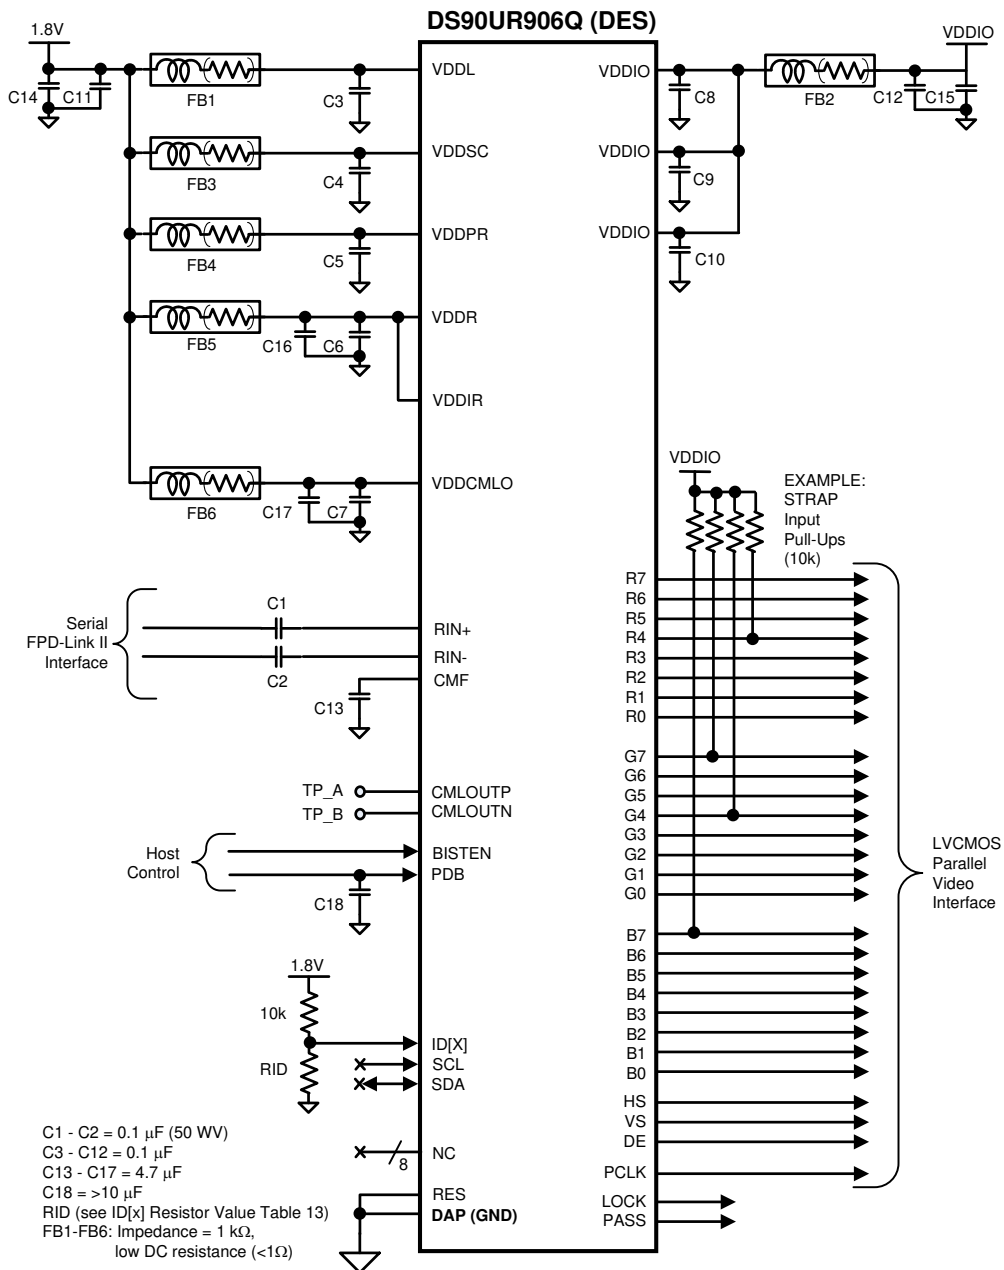 DS90UR906Q (DES)
1.8V
VDDIO
C14
C11
FB1
C3
VDDL
VDDIO
C8
FB2
C12
C15
FB3
C4
VDDSC
VDDIO
C9
FB4
C5
VDDPR
VDDIO
C10
FB5
C16
C6
VDDR
VDDIR
FB6
C17
C7
VDDCMLO
VDDIO
EXAMPLE:
STRAP
Input
Pull-Ups
(10k)
Serial
FPD-Link II
Interface
C1
C2
RIN+
RIN-
CMF
C13
R7
R6
R5
R4
R3
R2
R1
R0
TP_A
TP_B
CMLOUTP
CMLOUTN
G7
G6
G5
G4
G3
G2
G1
G0
Host
Control
BISTEN
PDB
C18
LVCMOS
Parallel
Video
Interface
B7
B6
B5
B4
B3
B2
B1
B0
1.8V
10k
RID
ID[X]
SCL
SDA
HS
VS
DE
PCLK
8
NC
RES
DAP (GND)
LOCK
PASS
C1 - C2 = 0.1 μF (50 WV)
C3 - C12 = 0.1 μF
C13 - C17 = 4.7 μF
C18 = >10 μF
RID (see ID[x] Resistor Value Table 13)
FB1-FB6: Impedance = 1 kΩ,
low DC resistance (<1Ω)